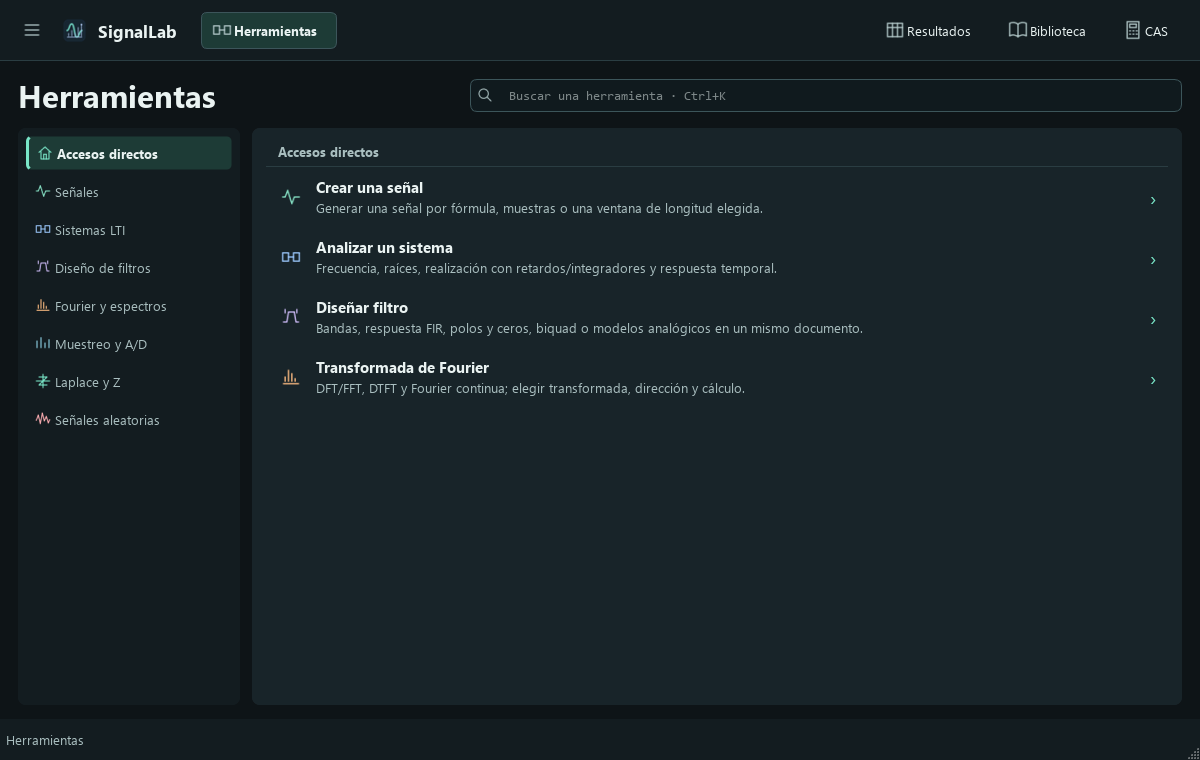 SignalLab
Herramientas
Resultados
Biblioteca
CAS
Herramientas
Buscar una herramienta · Ctrl+K
Accesos directos
Señales
Sistemas LTI
Diseño de filtros
Fourier y espectros
Muestreo y A/D
Laplace y Z
Señales aleatorias
Accesos directos
Crear una señal
Generar una señal por fórmula, muestras o una ventana de longitud elegida.
Analizar un sistema
Frecuencia, raíces, realización con retardos/integradores y respuesta temporal.
Diseñar filtro
Bandas, respuesta FIR, polos y ceros, biquad o modelos analógicos en un mismo documento.
Transformada de Fourier
DFT/FFT, DTFT y Fourier continua; elegir transformada, dirección y cálculo.
Herramientas